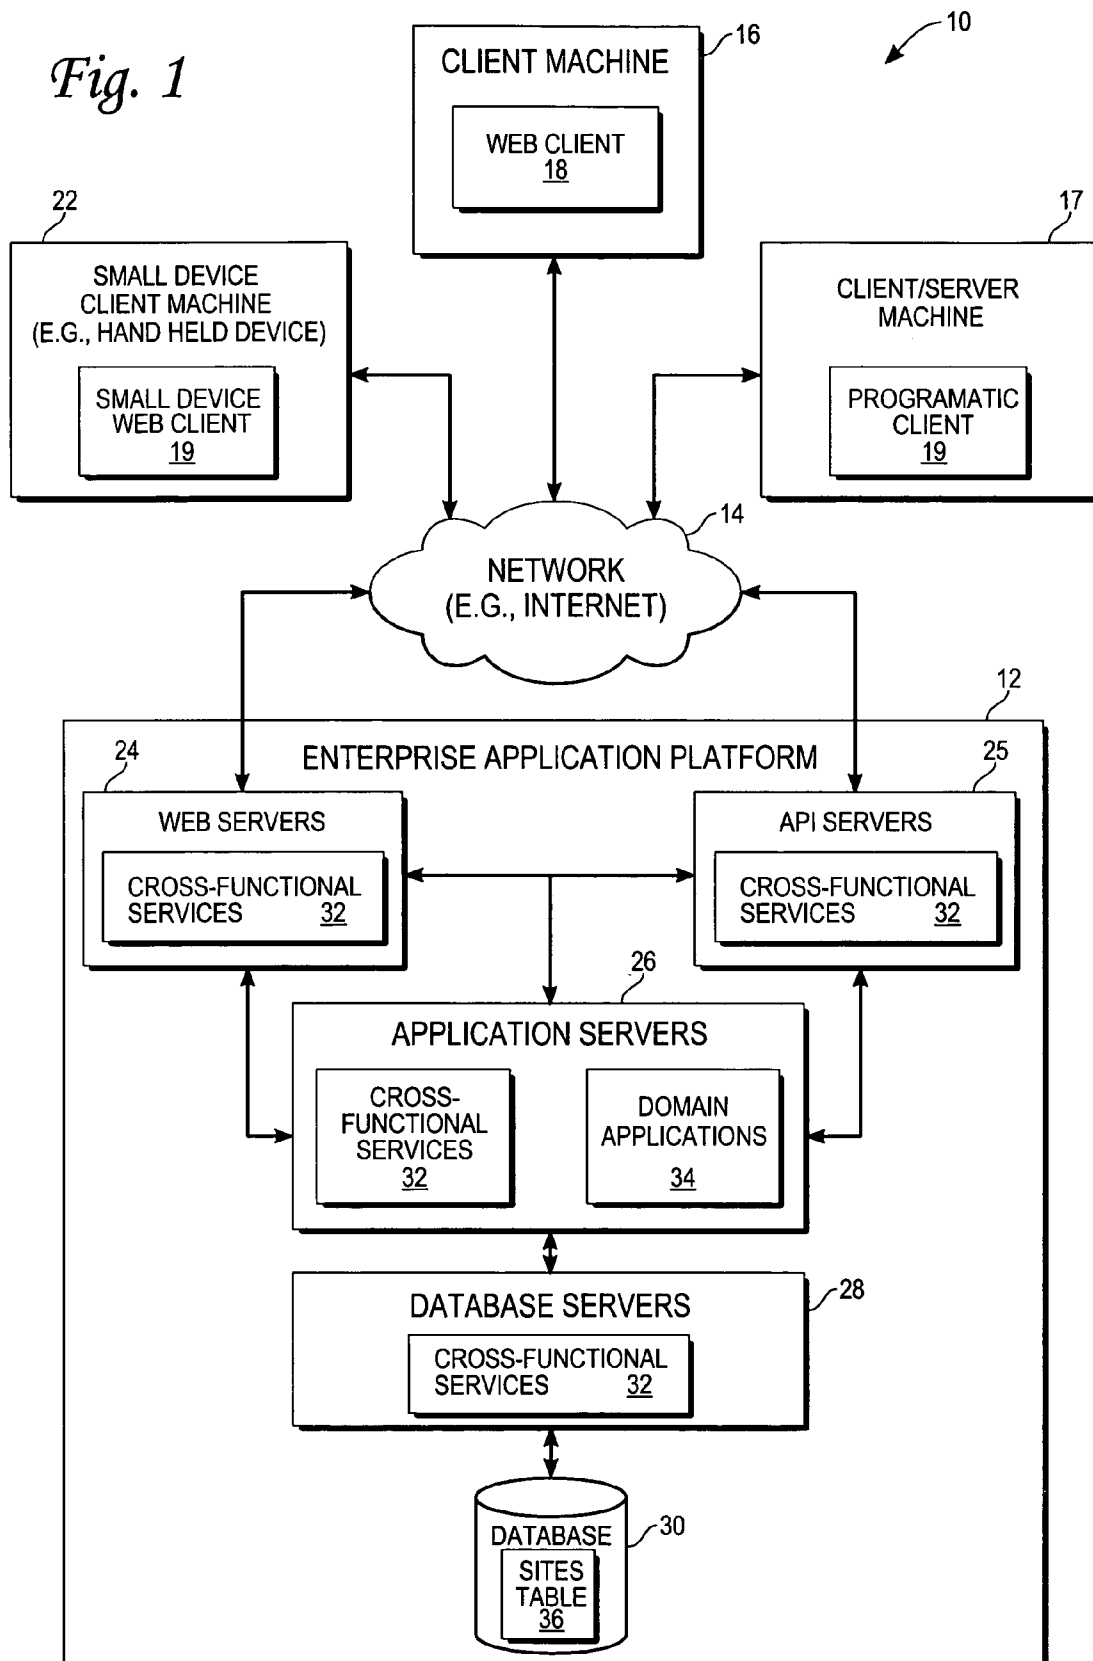 Fig. 1
10
16
CLIENT MACHINE
WEB CLIENT
18
22
SMALL DEVICE
CLIENT MACHINE
(E.G., HAND HELD DEVICE)
SMALL DEVICE
WEB CLIENT
19
17
CLIENT/SERVER
MACHINE
PROGRAMATIC
CLIENT
19
14
NETWORK
(E.G., INTERNET)
12
ENTERPRISE APPLICATION PLATFORM
24
WEB SERVERS
CROSS-FUNCTIONAL
SERVICES 32
25
API SERVERS
CROSS-FUNCTIONAL
SERVICES 32
26
APPLICATION SERVERS
CROSS-
FUNCTIONAL
SERVICES
32
DOMAIN
APPLICATIONS
34
28
DATABASE SERVERS
CROSS-FUNCTIONAL
SERVICES 32
30
DATABASE
SITES
TABLE
36